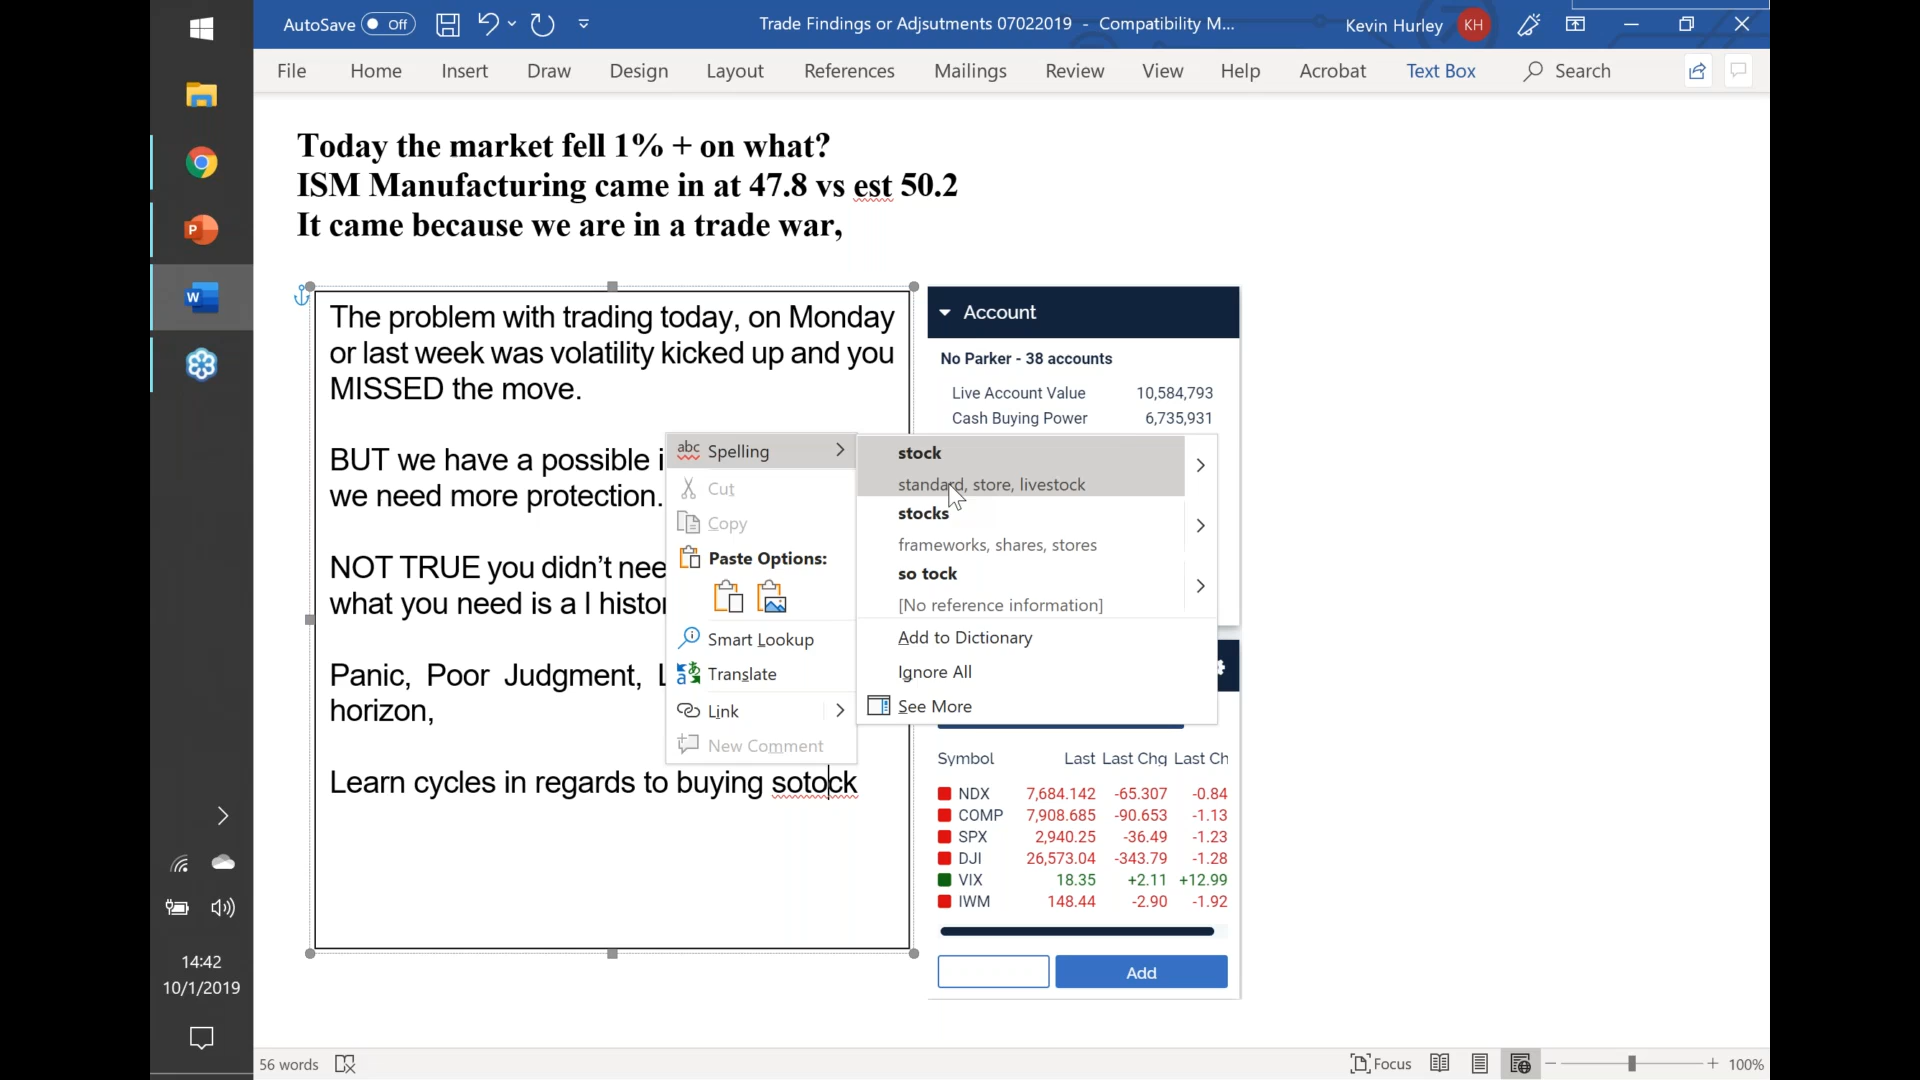 AutoSave Off
Trade Findings or Adjsutments 07022019 - Compatibility M...
Kevin Hurley KH
File Home Insert Draw Design Layout References Mailings Review View Help Acrobat Text Box Search
Today the market fell 1% + on what?
ISM Manufacturing came in at 47.8 vs est 50.2
It came because we are in a trade war,
The problem with trading today, on Monday
or last week was volatility kicked up and you
MISSED the move.
BUT we have a possible i
we need more protection.
NOT TRUE you didn't nee
what you need is a l histor
Panic, Poor Judgment, L
horizon,
Learn cycles in regards to buying sotock
abc Spelling
Cut
Copy
Paste Options:
Smart Lookup
Translate
Link
New Comment
stock
standard, store, livestock
stocks
frameworks, shares, stores
so tock
[No reference information]
Add to Dictionary
Ignore All
See More
Account
No Parker - 38 accounts
Live Account Value 10,584,793
Cash Buying Power 6,735,931
Symbol Last Last Chg Last Ch
NDX 7,684.142 -65.307 -0.84
COMP 7,908.685 -90.653 -1.13
SPX 2,940.25 -36.49 -1.23
DJI 26,573.04 -343.79 -1.28
VIX 18.35 +2.11 +12.99
IWM 148.44 -2.90 -1.92
Add
14:42
10/1/2019
56 words
Focus
100%